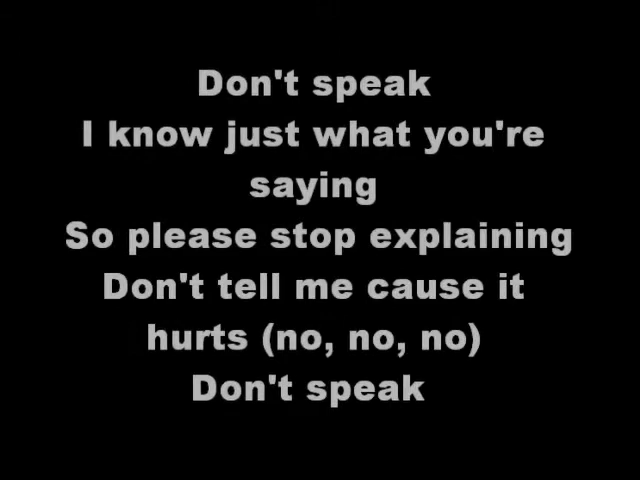 Don't speak
I know just what you're
saying
So please stop explaining
Don't tell me cause it
hurts (no, no, no)
Don't speak